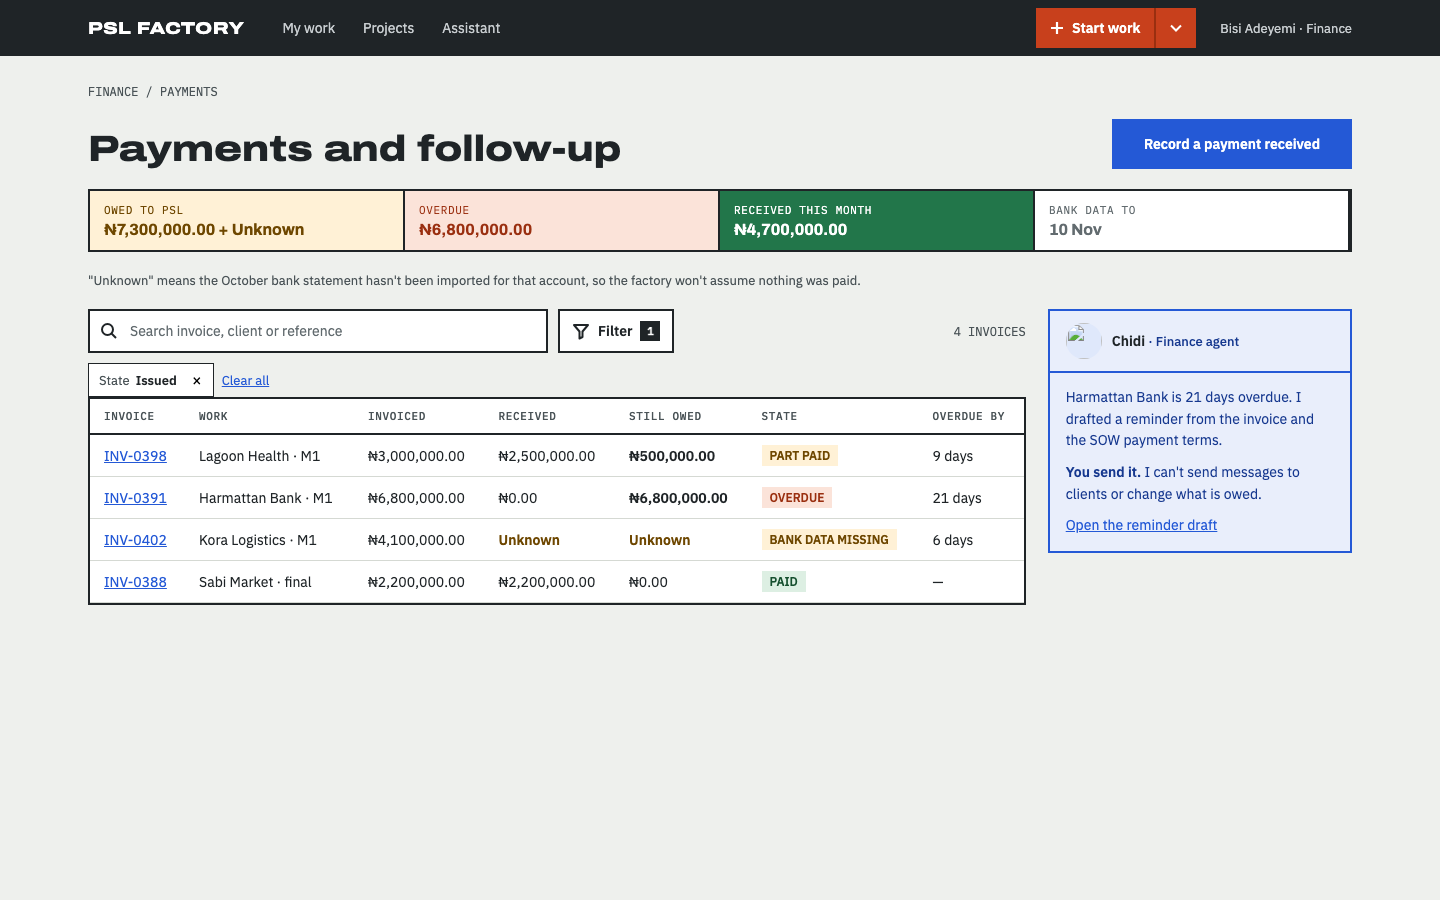 PSL FACTORY
My work
Projects
Assistant
Start work
Bisi Adeyemi · Finance
FINANCE / PAYMENTS
Payments and follow-up
Record a payment received
OWED TO PSL
₦7,300,000.00 + Unknown
OVERDUE
₦6,800,000.00
RECEIVED THIS MONTH
₦4,700,000.00
BANK DATA TO
10 Nov
"Unknown" means the October bank statement hasn't been imported for that account, so the factory won't assume nothing was paid.
Search invoice, client or reference
Filter 1
4 INVOICES
State Issued ×
Clear all
INVOICE WORK INVOICED RECEIVED STILL OWED STATE OVERDUE BY
INV-0398 Lagoon Health · M1 ₦3,000,000.00 ₦2,500,000.00 ₦500,000.00 PART PAID 9 days
INV-0391 Harmattan Bank · M1 ₦6,800,000.00 ₦0.00 ₦6,800,000.00 OVERDUE 21 days
INV-0402 Kora Logistics · M1 ₦4,100,000.00 Unknown Unknown BANK DATA MISSING 6 days
INV-0388 Sabi Market · final ₦2,200,000.00 ₦2,200,000.00 ₦0.00 PAID —
Chidi · Finance agent
Harmattan Bank is 21 days overdue. I
drafted a reminder from the invoice and
the SOW payment terms.
You send it. I can't send messages to
clients or change what is owed.
Open the reminder draft